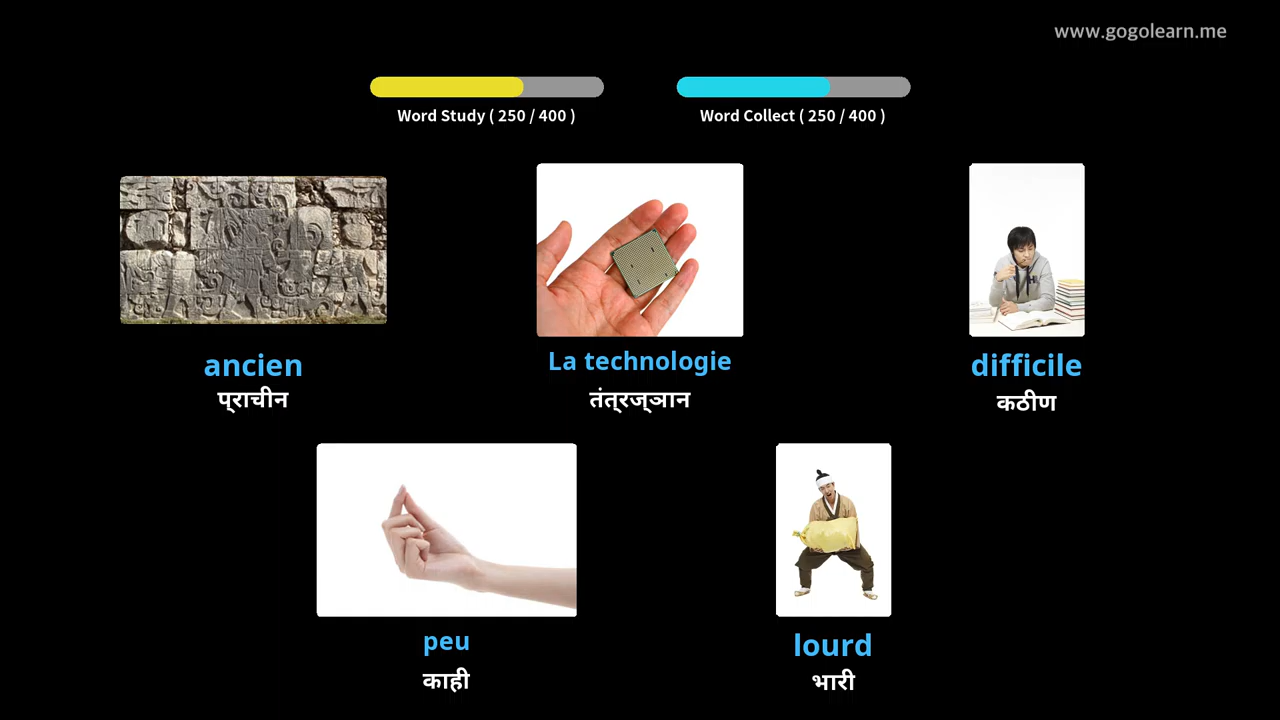 www.gogolearn.me
Word Study ( 250 / 400 )
Word Collect ( 250 / 400 )
ancien
प्राचीन
La technologie
तंत्रज्ञान
difficile
कठीण
peu
काही
lourd
भारी